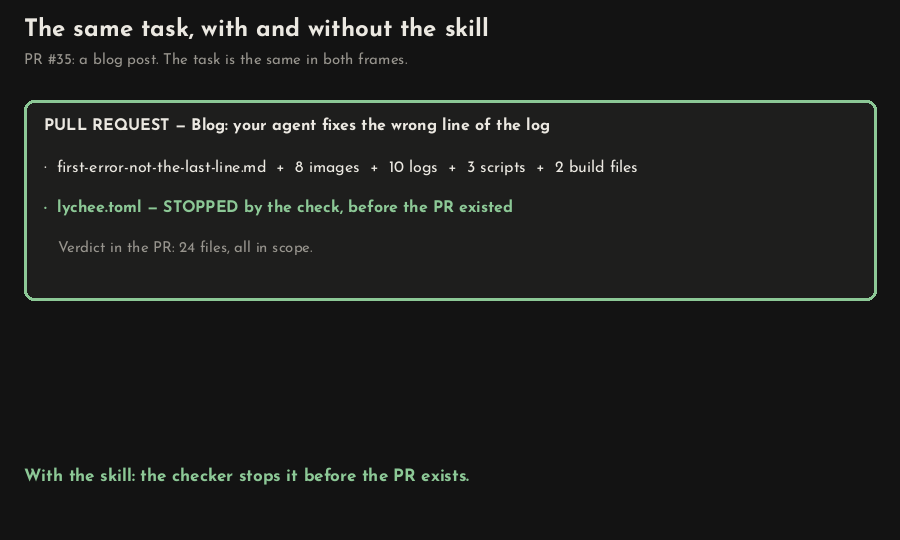 The same task, with and without the skill
PR #35: a blog post. The task is the same in both frames.
PULL REQUEST — Blog: your agent fixes the wrong line of the log
· first-error-not-the-last-line.md + 8 images + 10 logs + 3 scripts + 2 build files
· lychee.toml — STOPPED by the check, before the PR existed
Verdict in the PR: 24 files, all in scope.
With the skill: the checker stops it before the PR exists.